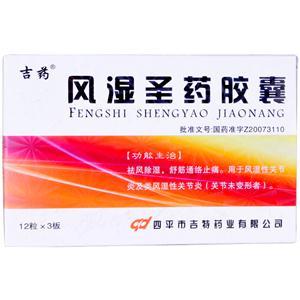 吉药®
风湿圣药胶囊
FENGSHI SHENGYAO JIAONANG
批准文号:国药准字Z20073110
【功能主治】
祛风除湿，舒筋通络止痛。用于风湿性关节
炎及类风湿性关节炎（关节未变形者）。
12粒×3板
四平市吉特药业有限公司